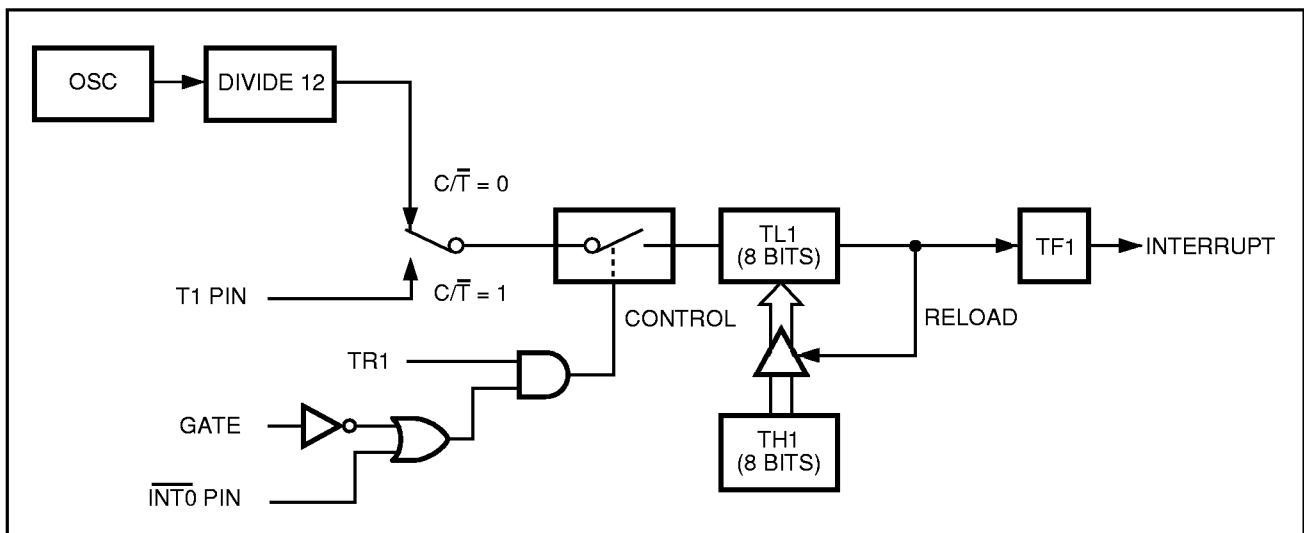 OSC
DIVIDE 12
C/T̅ = 0
TL1
(8 BITS)
TF1
INTERRUPT
T1 PIN
C/T̅ = 1
CONTROL
RELOAD
TR1
GATE
TH1
(8 BITS)
I̅N̅T̅0̅ PIN